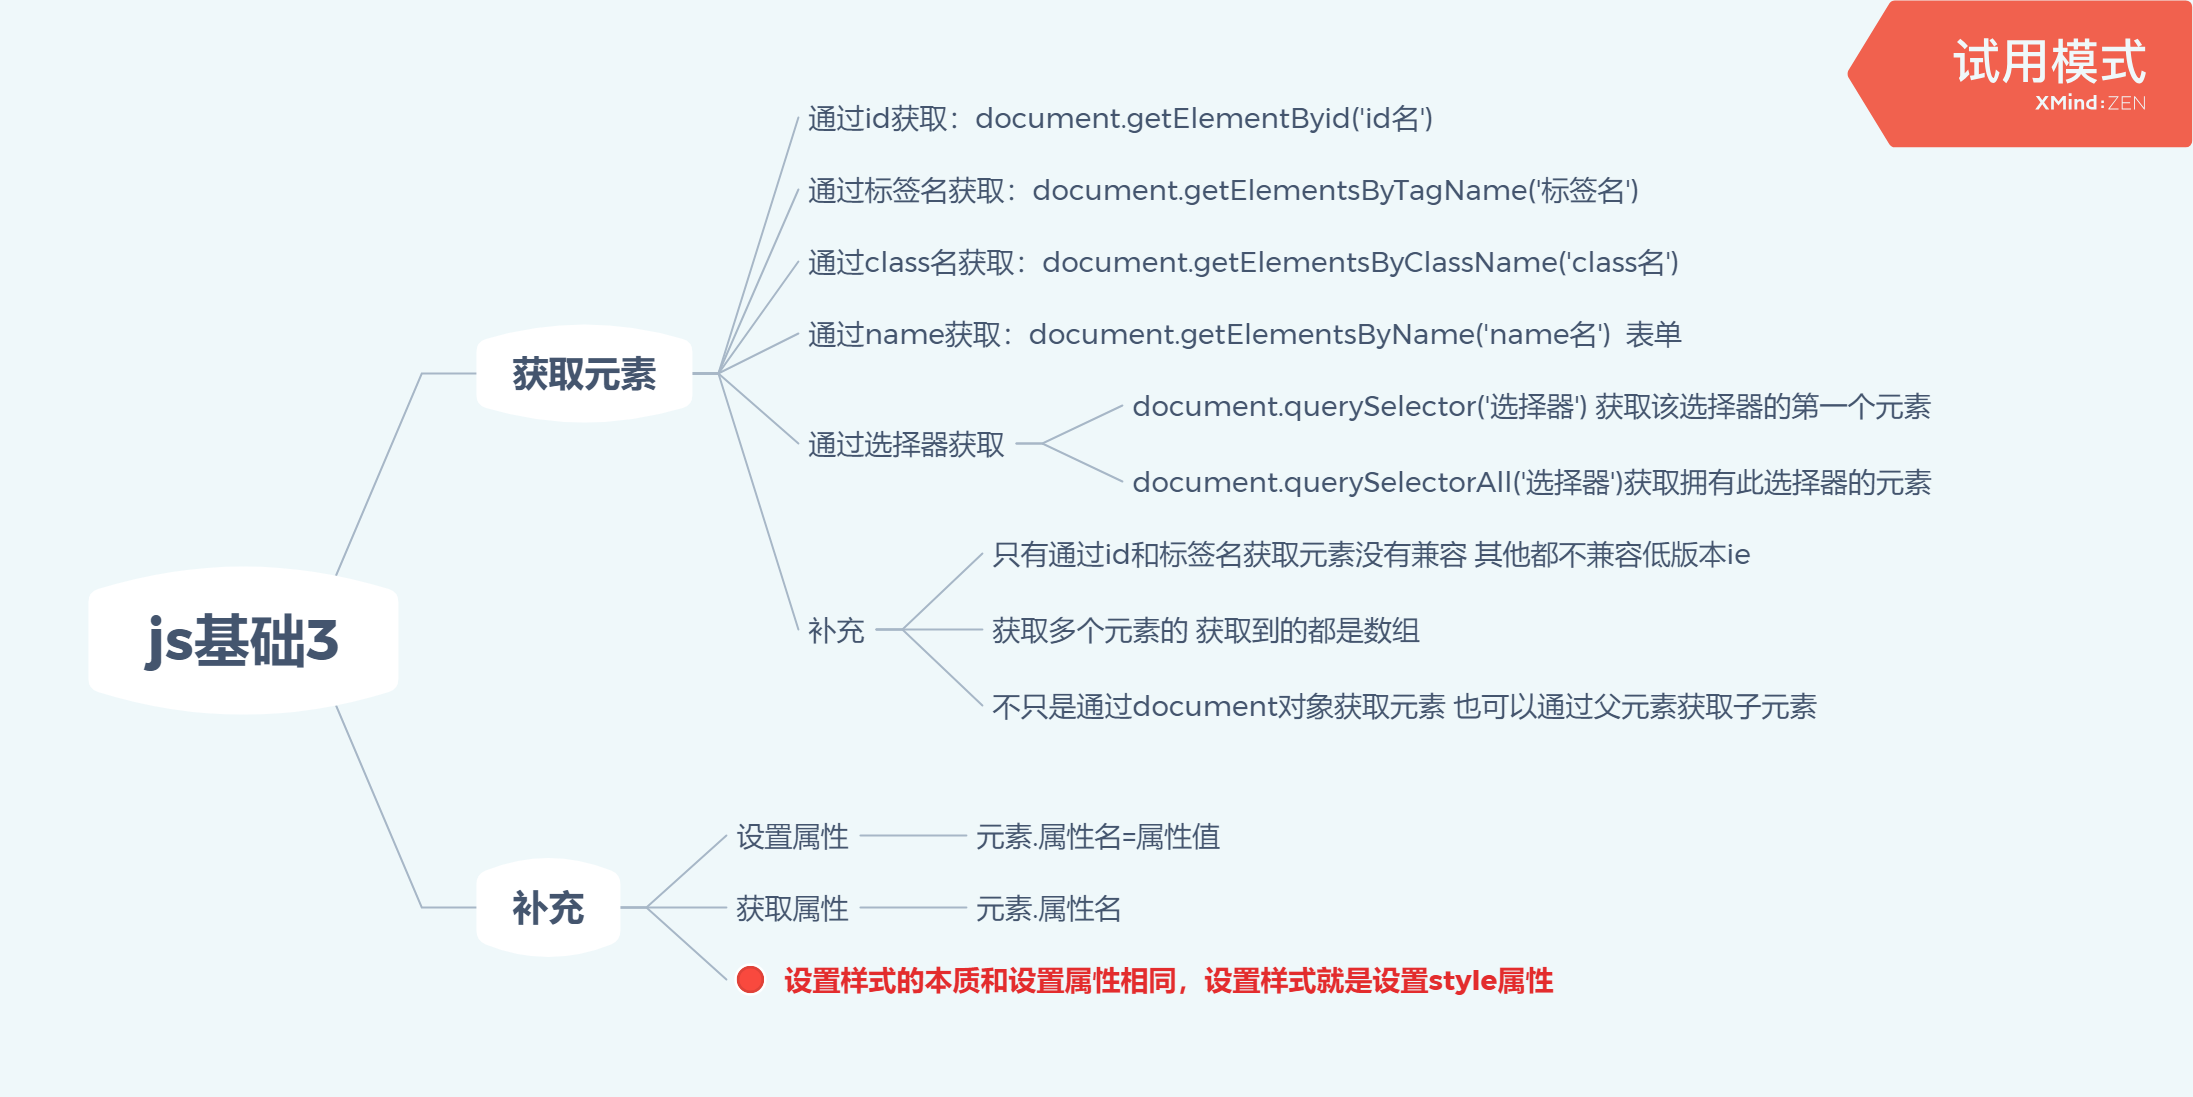 试用模式
XMind:ZEN
js基础3
获取元素
通过id获取：document.getElementByid('id名')
通过标签名获取：document.getElementsByTagName('标签名')
通过class名获取：document.getElementsByClassName('class名')
通过name获取：document.getElementsByName('name名')  表单
通过选择器获取
document.querySelector('选择器') 获取该选择器的第一个元素
document.querySelectorAll('选择器')获取拥有此选择器的元素
补充
只有通过id和标签名获取元素没有兼容 其他都不兼容低版本ie
获取多个元素的 获取到的都是数组
不只是通过document对象获取元素 也可以通过父元素获取子元素
补充
设置属性
元素.属性名=属性值
获取属性
元素.属性名
设置样式的本质和设置属性相同，设置样式就是设置style属性